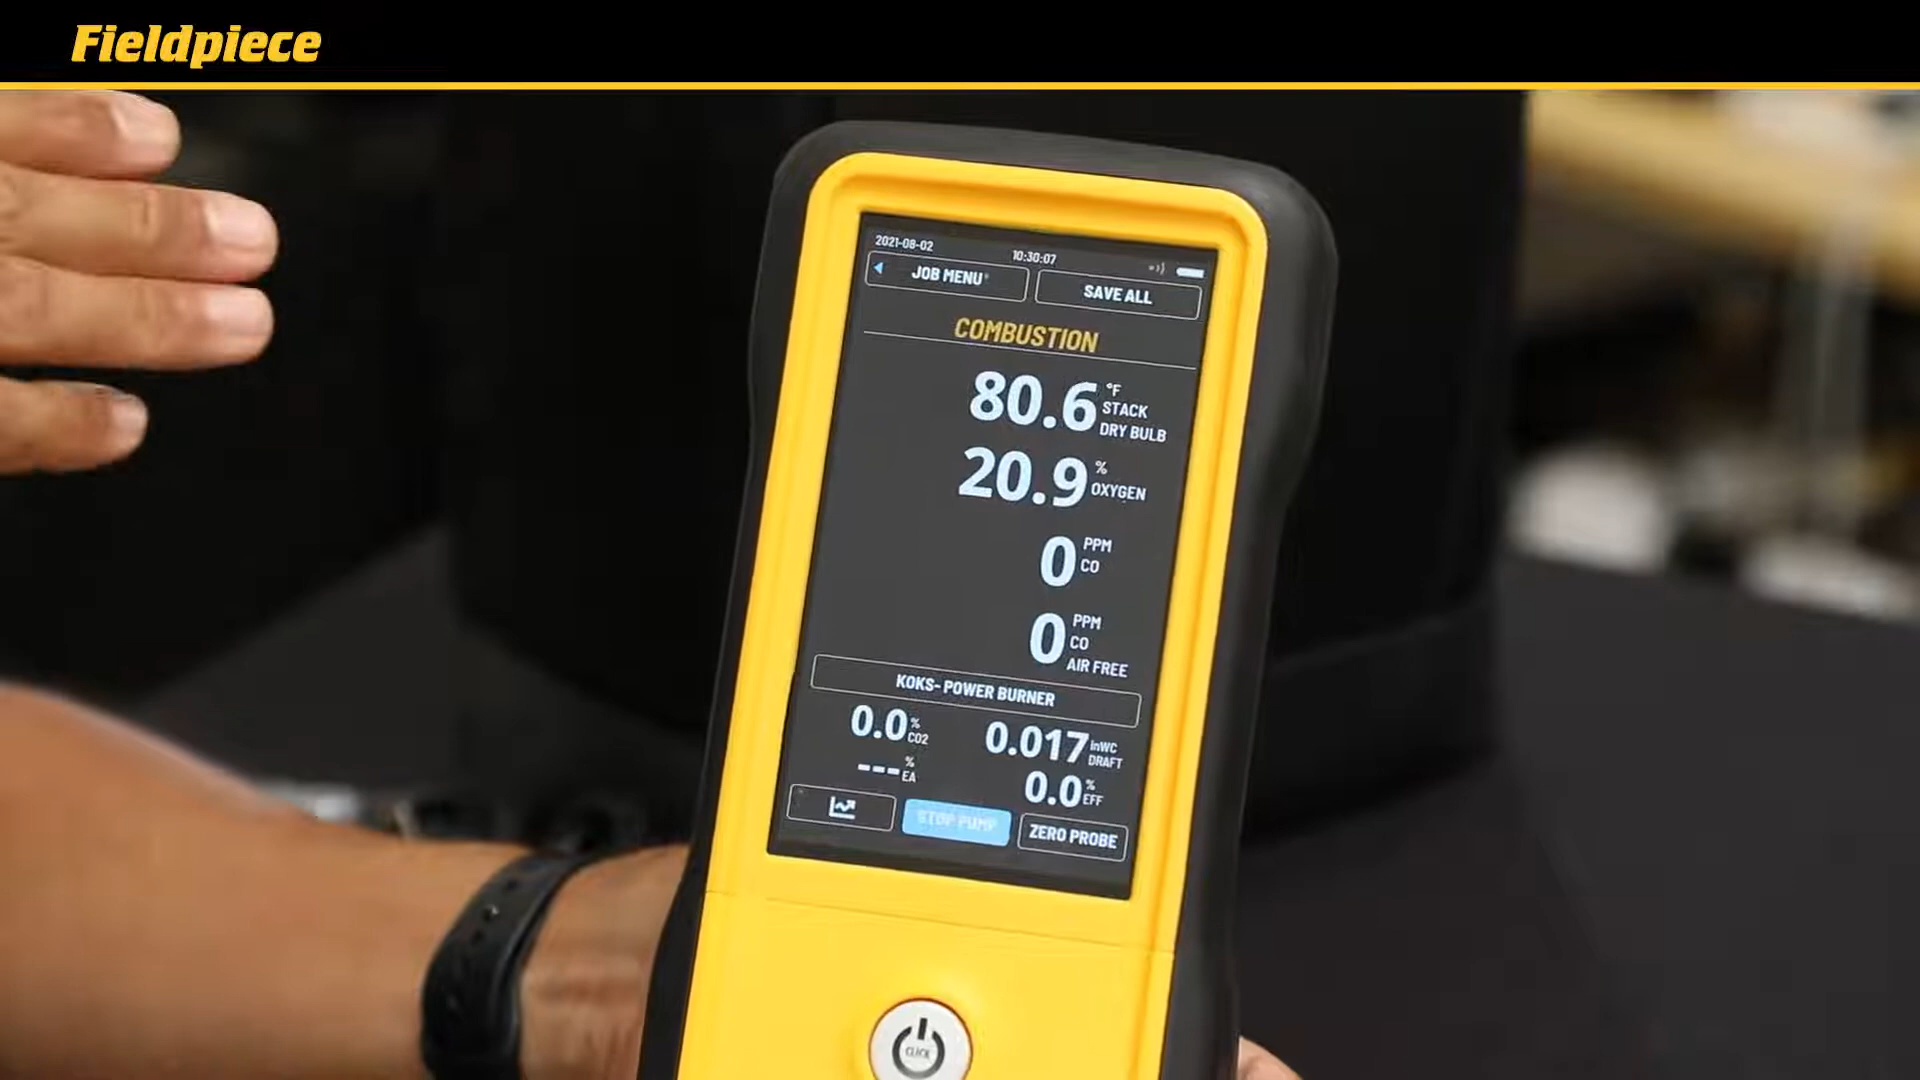 Fieldpiece
2021-08-02
10:30:07
JOB MENU
SAVE ALL
COMBUSTION
80.6 °F STACK DRY BULB
20.9 % OXYGEN
0 PPM CO
0 PPM CO AIR FREE
KOKS- POWER BURNER
0.0 % CO2
0.017 InWC DRAFT
--- % EA
0.0 % EFF
STOP PUMP
ZERO PROBE
CLICK